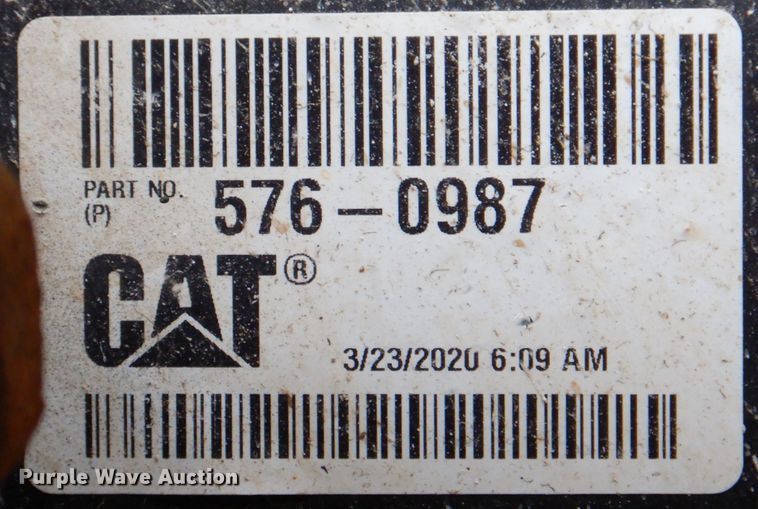 PART NO.
(P)
576-0987
CAT®
3/23/2020 6:09 AM
Purple Wave Auction